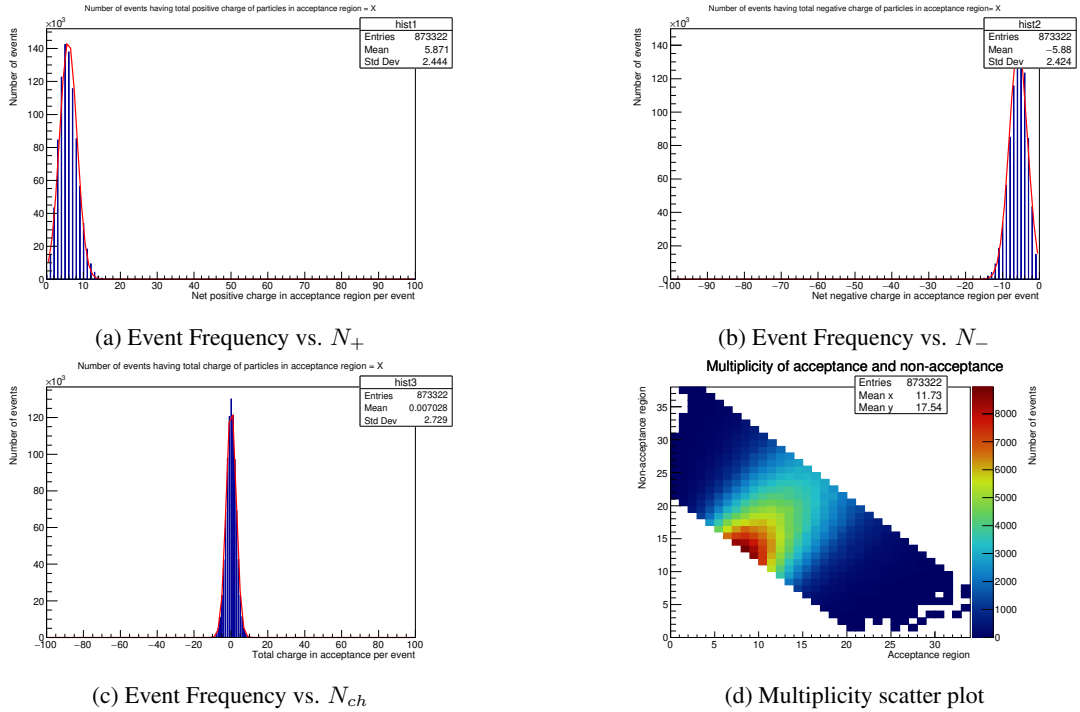 Number of events having total positive charge of particles in acceptance region = X
×10³
hist1
Entries 873322
Mean 5.871
Std Dev 2.444
Number of events
140
120
100
80
60
40
20
0
0 10 20 30 40 50 60 70 80 90 100
Net positive charge in acceptance region per event
(a) Event Frequency vs. N+
Number of events having total negative charge of particles in acceptance region= X
×10³
hist2
Entries 873322
Mean −5.88
Std Dev 2.424
Number of events
140
120
100
80
60
40
20
0
−100 −90 −80 −70 −60 −50 −40 −30 −20 −10 0
Net negative charge in acceptance region per event
(b) Event Frequency vs. N−
Number of events having total charge of particles in acceptance region = X
×10³
hist3
Entries 873322
Mean 0.007028
Std Dev 2.729
Number of events
120
100
80
60
40
20
0
−100 −80 −60 −40 −20 0 20 40 60 80 100
Total charge in acceptance per event
(c) Event Frequency vs. Nch
Multiplicity of acceptance and non-acceptance
Entries 873322
Mean x 11.73
Mean y 17.54
Non-acceptance region
35
30
25
20
15
10
5
0
0 5 10 15 20 25 30
Acceptance region
8000
7000
6000
5000
4000
3000
2000
1000
0
Number of events
(d) Multiplicity scatter plot